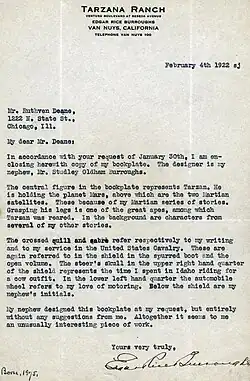 TARZANA RANCH
VENTURA BOULEVARD AT RESEDA AVENUE
EDGAR RICE BURROUGHS
VAN NUYS, CALIFORNIA
TELEPHONE VAN NUYS 100
February 4th 1922 sj
Mr. Ruthven Deane,
1222 N. State St.,
Chicago, Ill.
My dear Mr. Deane:
In accordance with your request of January 30th, I am en-
closing herewith copy of my bookplate. The designer is my
nephew, Mr. Studley Oldham Burroughs.
The central figure in the bookplate represents Tarzan. He
is holding the planet Mars, above which are the two Martian
satellites. These because of my Martian series of stories.
Grasping his legs is one of the great apes, among which
Tarzan was reared. In the background are characters from
several of my other stories.
The crossed quill and sabre refer respectively to my writing
and to my service in the United States Cavalry. These are
again referred to in the shield in the spurred boot and the
open volume. The steer's skull in the upper right hand quarter
of the shield represents the time I spent in Idaho riding for
a cow outfit. In the lower left hand quarter the automobile
wheel refers to my love of motoring. Below the shield are my
nephew's initials.
My nephew designed this bookplate at my request, but entirely
without any suggestions from me. Altogether it seems to me
an unusually interesting piece of work.
Yours very truly,
Edgar Rice Burroughs
Born, 1875.